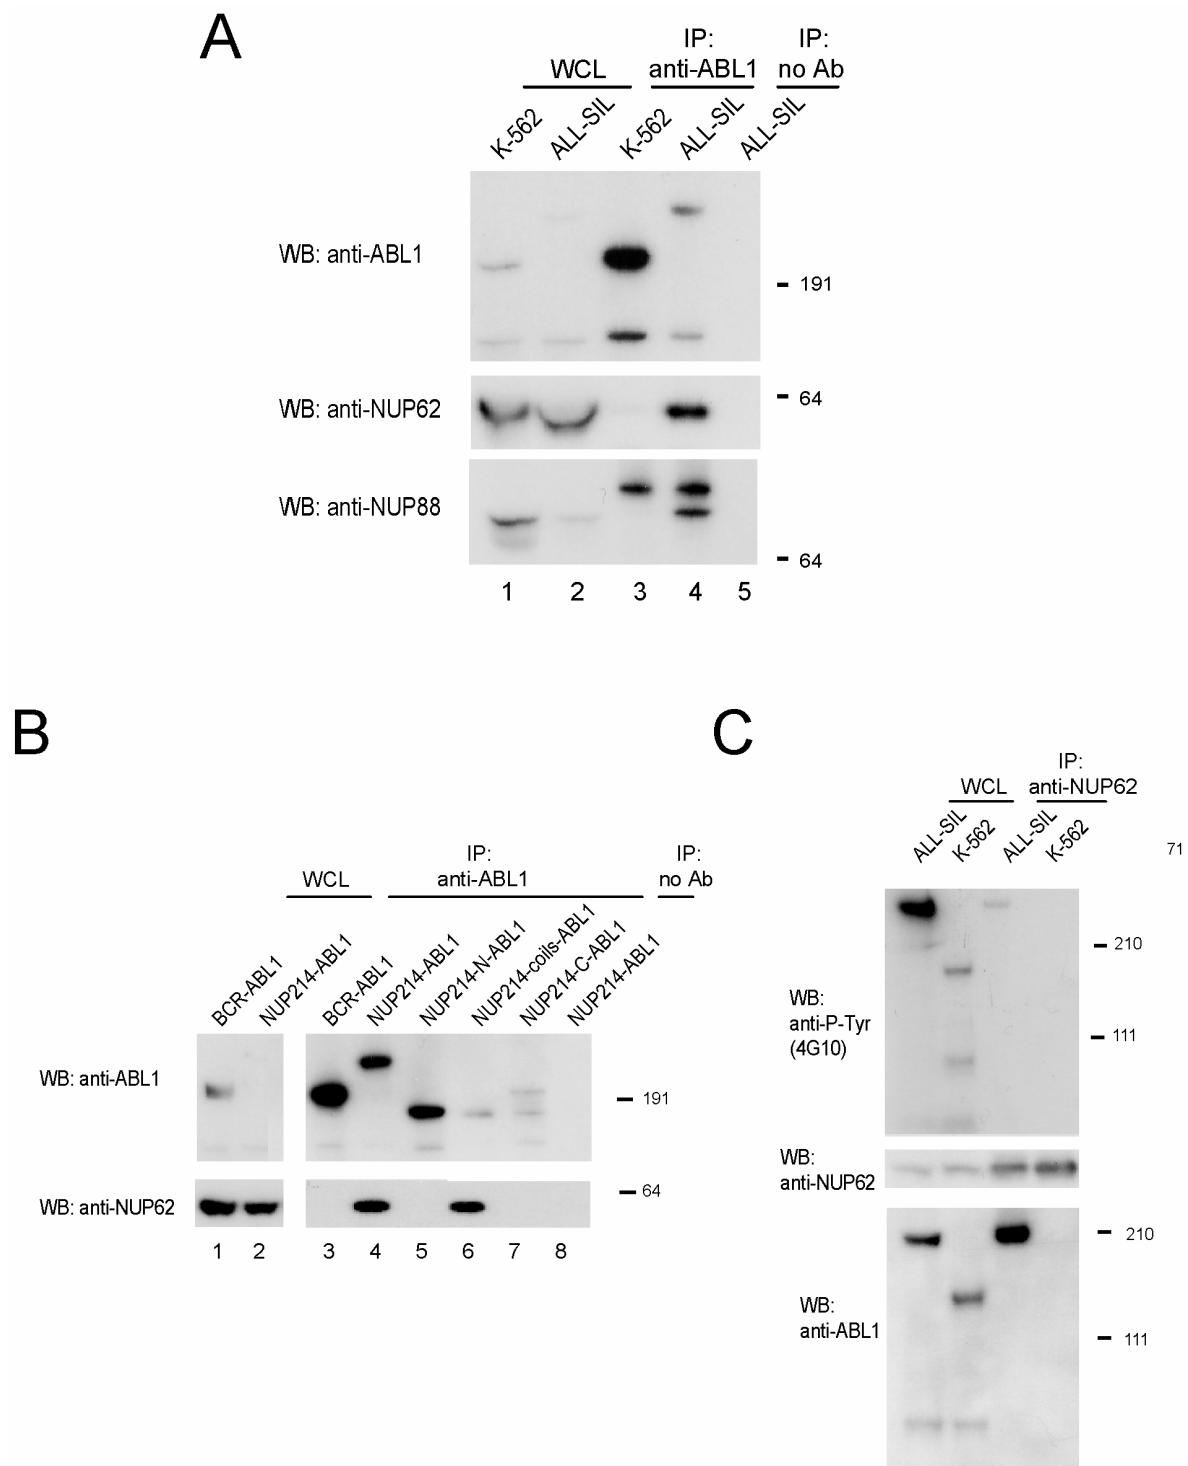 A
IP:
IP:
WCL
anti-ABL1
no Ab
K-562
ALL-SIL
K-562
ALL-SIL
ALL-SIL
WB: anti-ABL1
191
WB: anti-NUP62
64
WB: anti-NUP88
64
1 2 3 4 5
B
IP:
IP:
WCL
anti-ABL1
no Ab
BCR-ABL1
NUP214-ABL1
BCR-ABL1
NUP214-ABL1
NUP214-N-ABL1
NUP214-coils-ABL1
NUP214-C-ABL1
NUP214-ABL1
WB: anti-ABL1
191
WB: anti-NUP62
64
1 2 3 4 5 6 7 8
C
IP:
WCL
anti-NUP62
ALL-SIL
K-562
ALL-SIL
K-562
71
210
WB:
anti-P-Tyr
(4G10)
111
WB:
anti-NUP62
210
WB:
anti-ABL1
111